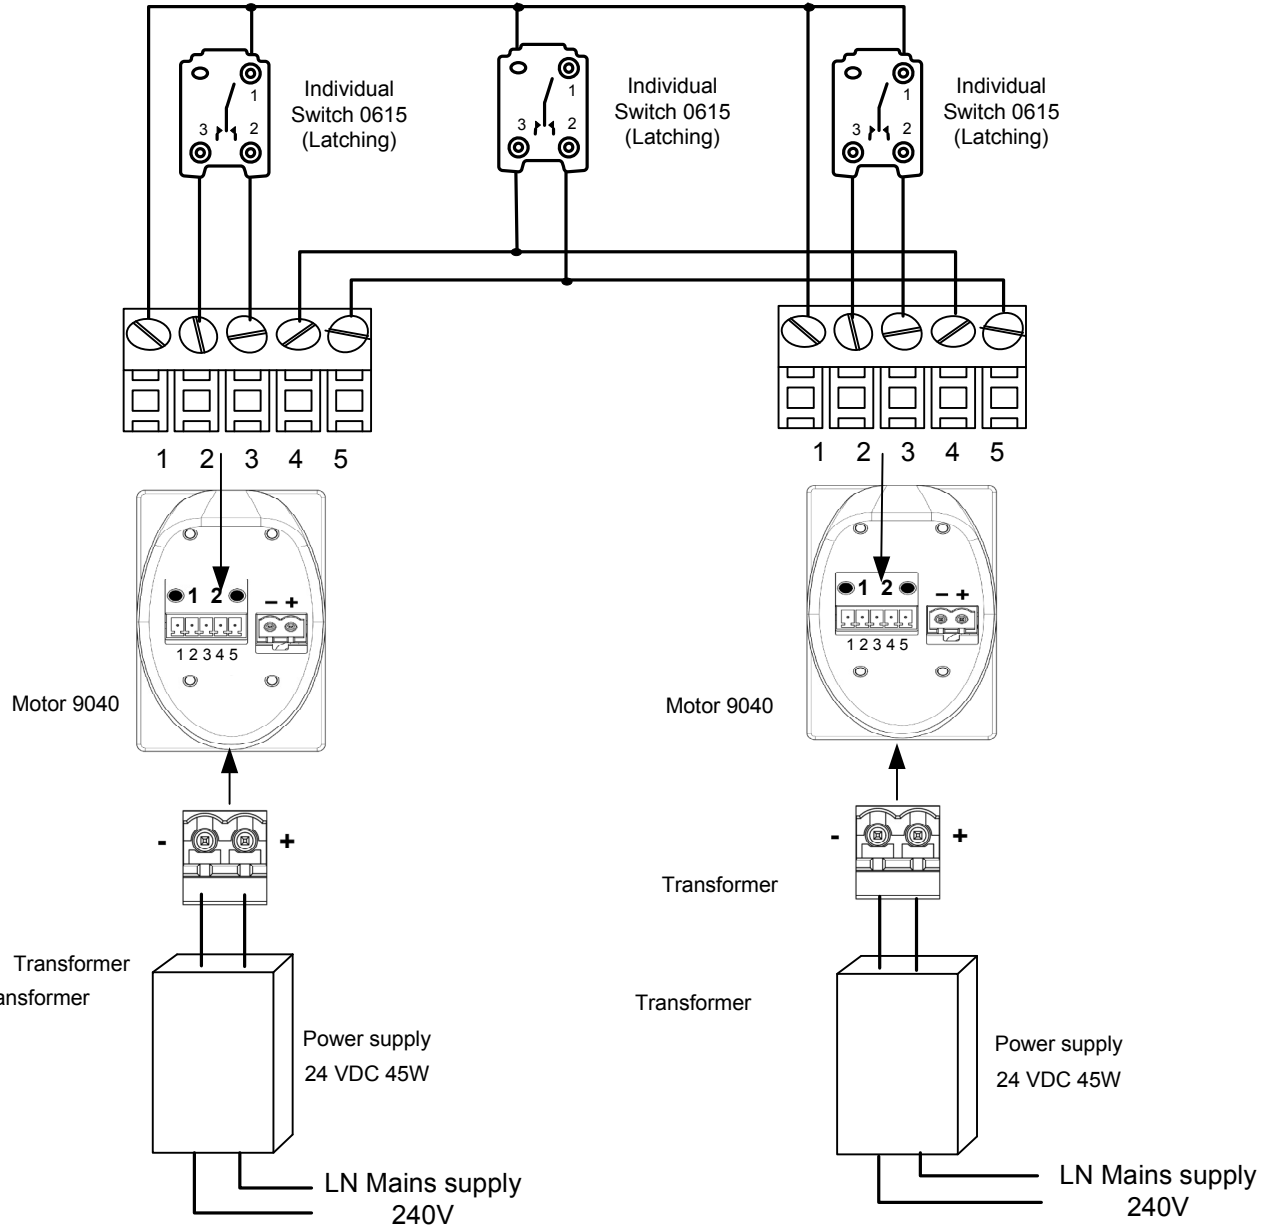 Individual
Switch 0615
(Latching)
1
3 2
Individual
Switch 0615
(Latching)
1
3 2
Individual
Switch 0615
(Latching)
1
3 2
1 2 3 4 5
1 2 3 4 5
1 2
- +
1 2 3 4 5
Motor 9040
1 2
- +
1 2 3 4 5
Motor 9040
- +
- +
Transformer
Transformer
ansformer
Transformer
Power supply
24 VDC 45W
Power supply
24 VDC 45W
LN Mains supply
240V
LN Mains supply
240V